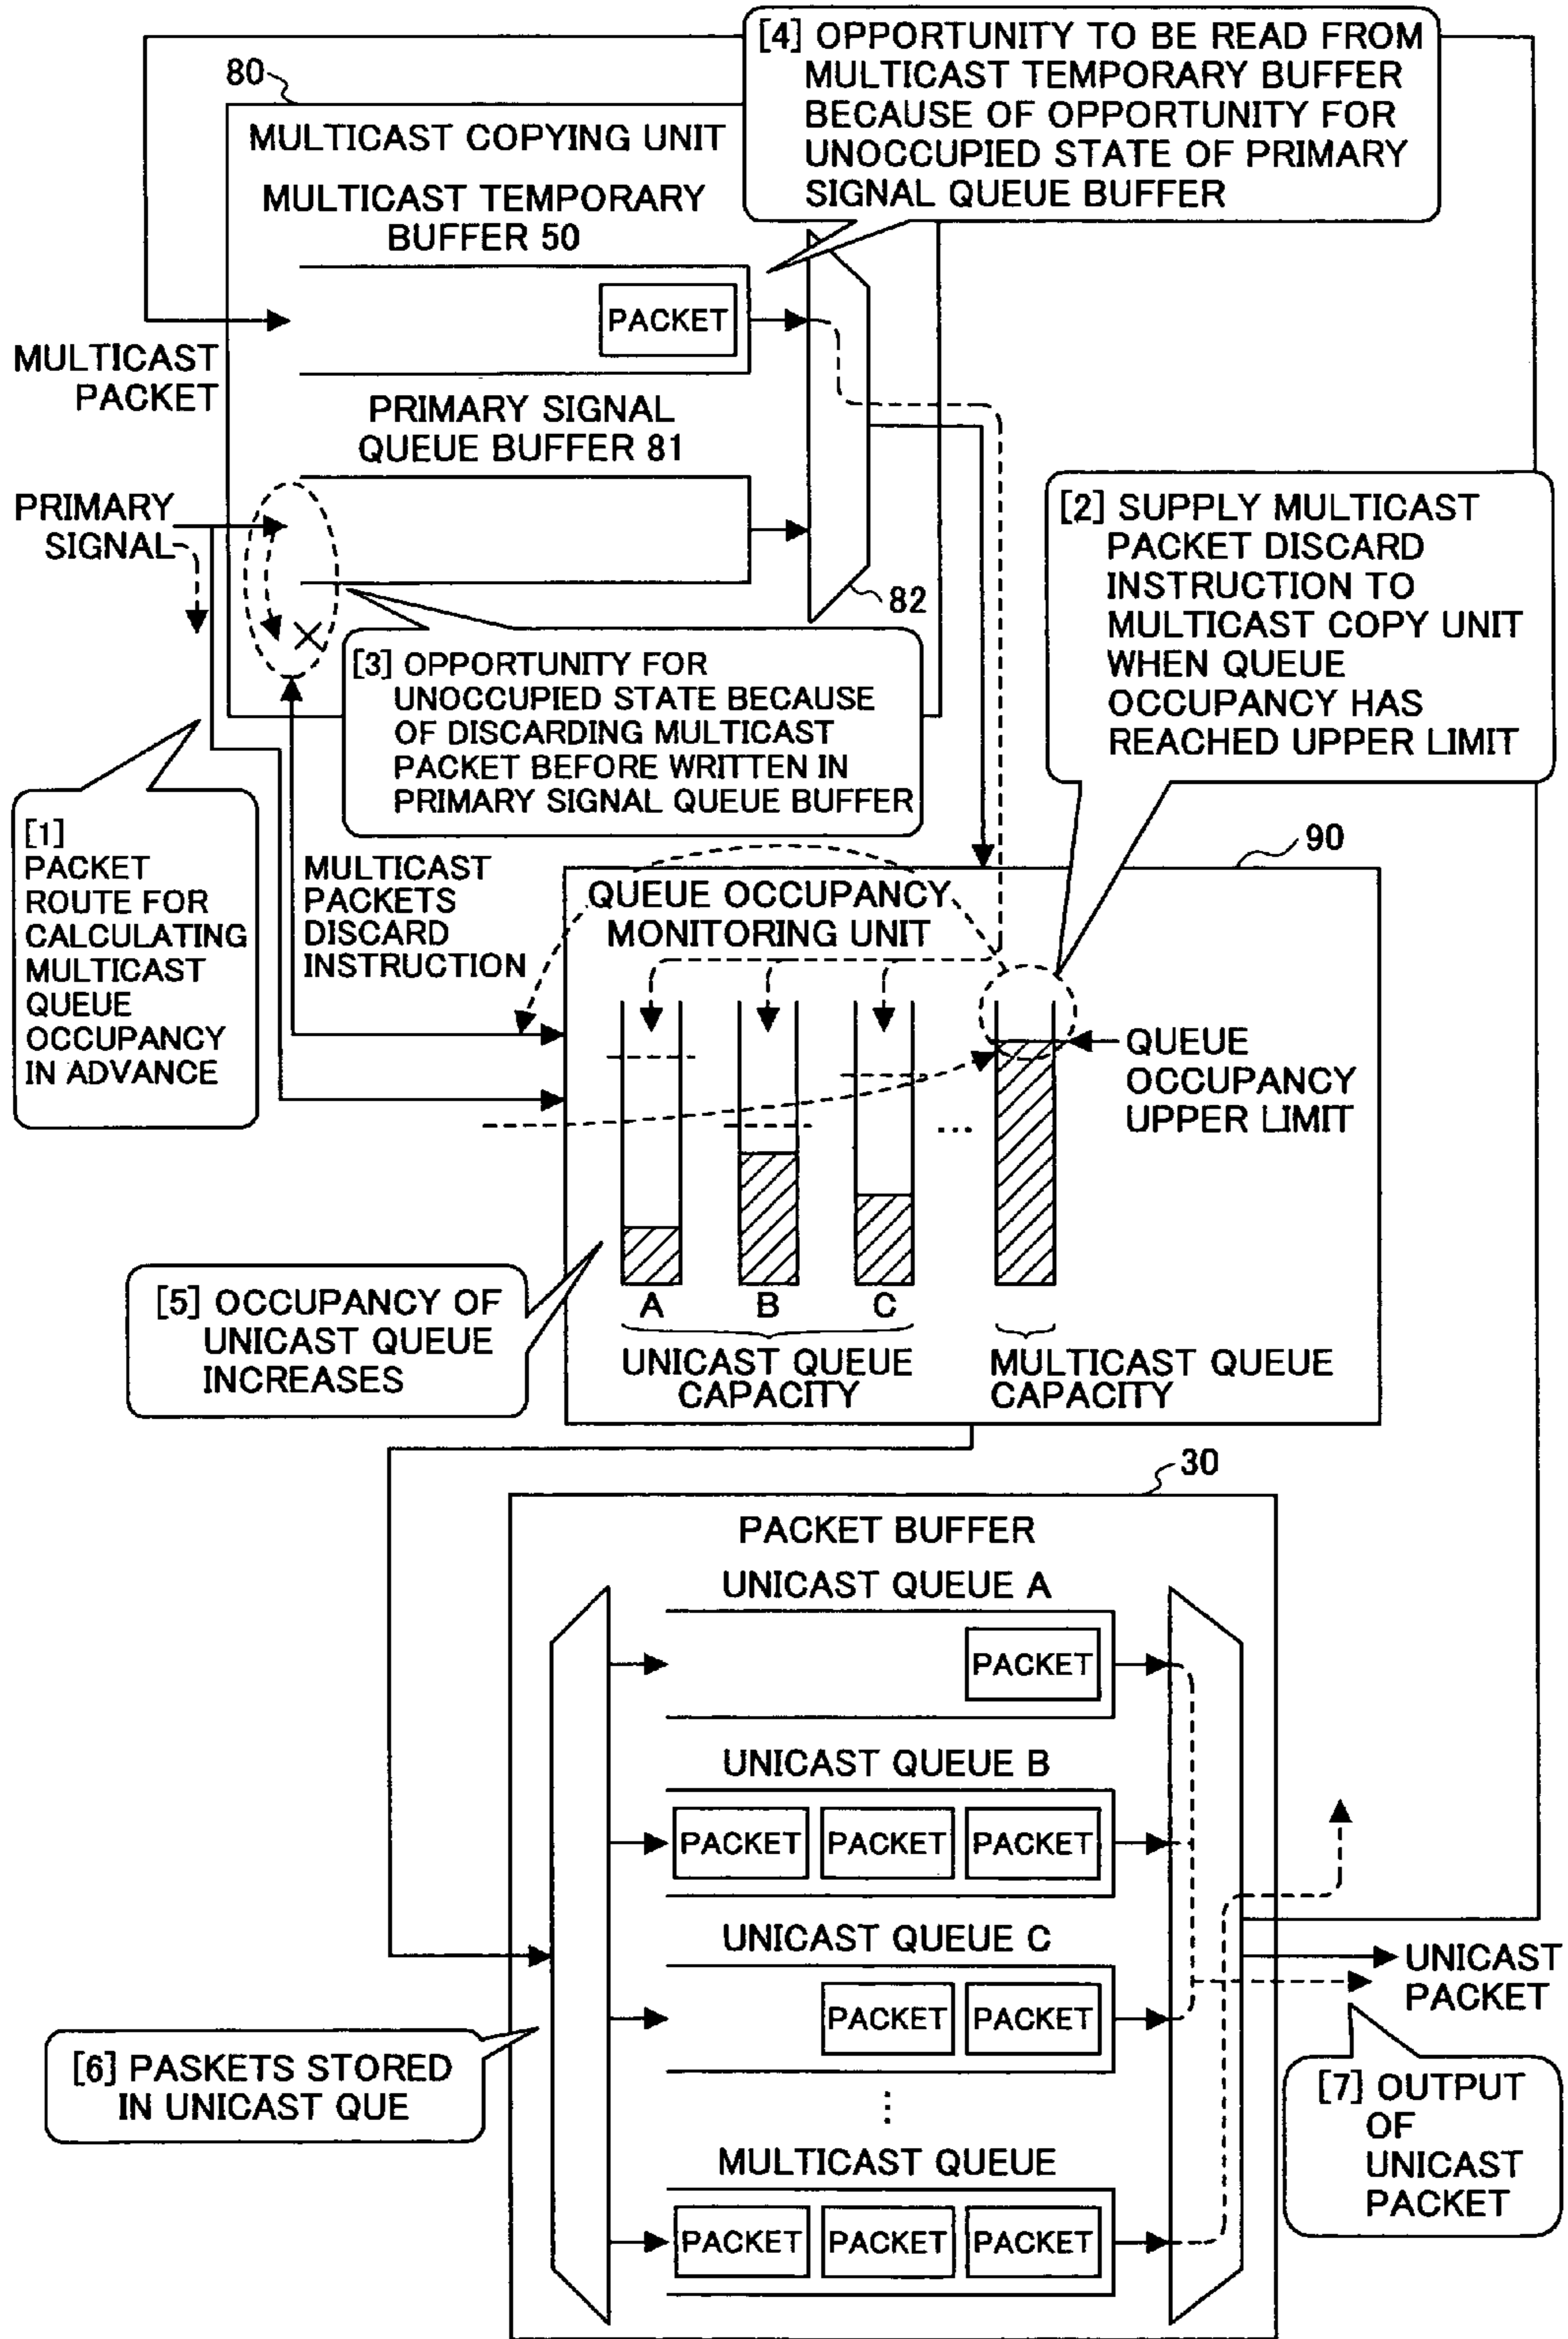 [4] OPPORTUNITY TO BE READ FROM
MULTICAST TEMPORARY BUFFER
BECAUSE OF OPPORTUNITY FOR
UNOCCUPIED STATE OF PRIMARY
SIGNAL QUEUE BUFFER
80
MULTICAST COPYING UNIT
MULTICAST TEMPORARY
BUFFER 50
PACKET
MULTICAST
PACKET
PRIMARY SIGNAL
QUEUE BUFFER 81
PRIMARY
SIGNAL
82
[2] SUPPLY MULTICAST
PACKET DISCARD
INSTRUCTION TO
MULTICAST COPY UNIT
WHEN QUEUE
OCCUPANCY HAS
REACHED UPPER LIMIT
[3] OPPORTUNITY FOR
UNOCCUPIED STATE BECAUSE
OF DISCARDING MULTICAST
PACKET BEFORE WRITTEN IN
PRIMARY SIGNAL QUEUE BUFFER
[1]
PACKET
ROUTE FOR
CALCULATING
MULTICAST
QUEUE
OCCUPANCY
IN ADVANCE
MULTICAST
PACKETS
DISCARD
INSTRUCTION
90
QUEUE OCCUPANCY
MONITORING UNIT
QUEUE
OCCUPANCY
UPPER LIMIT
...
A B C
UNICAST QUEUE
CAPACITY
MULTICAST QUEUE
CAPACITY
[5] OCCUPANCY OF
UNICAST QUEUE
INCREASES
30
PACKET BUFFER
UNICAST QUEUE A
PACKET
UNICAST QUEUE B
PACKET PACKET PACKET
UNICAST QUEUE C
PACKET PACKET
UNICAST
PACKET
[6] PASKETS STORED
IN UNICAST QUE
[7] OUTPUT
OF
UNICAST
PACKET
...
MULTICAST QUEUE
PACKET PACKET PACKET